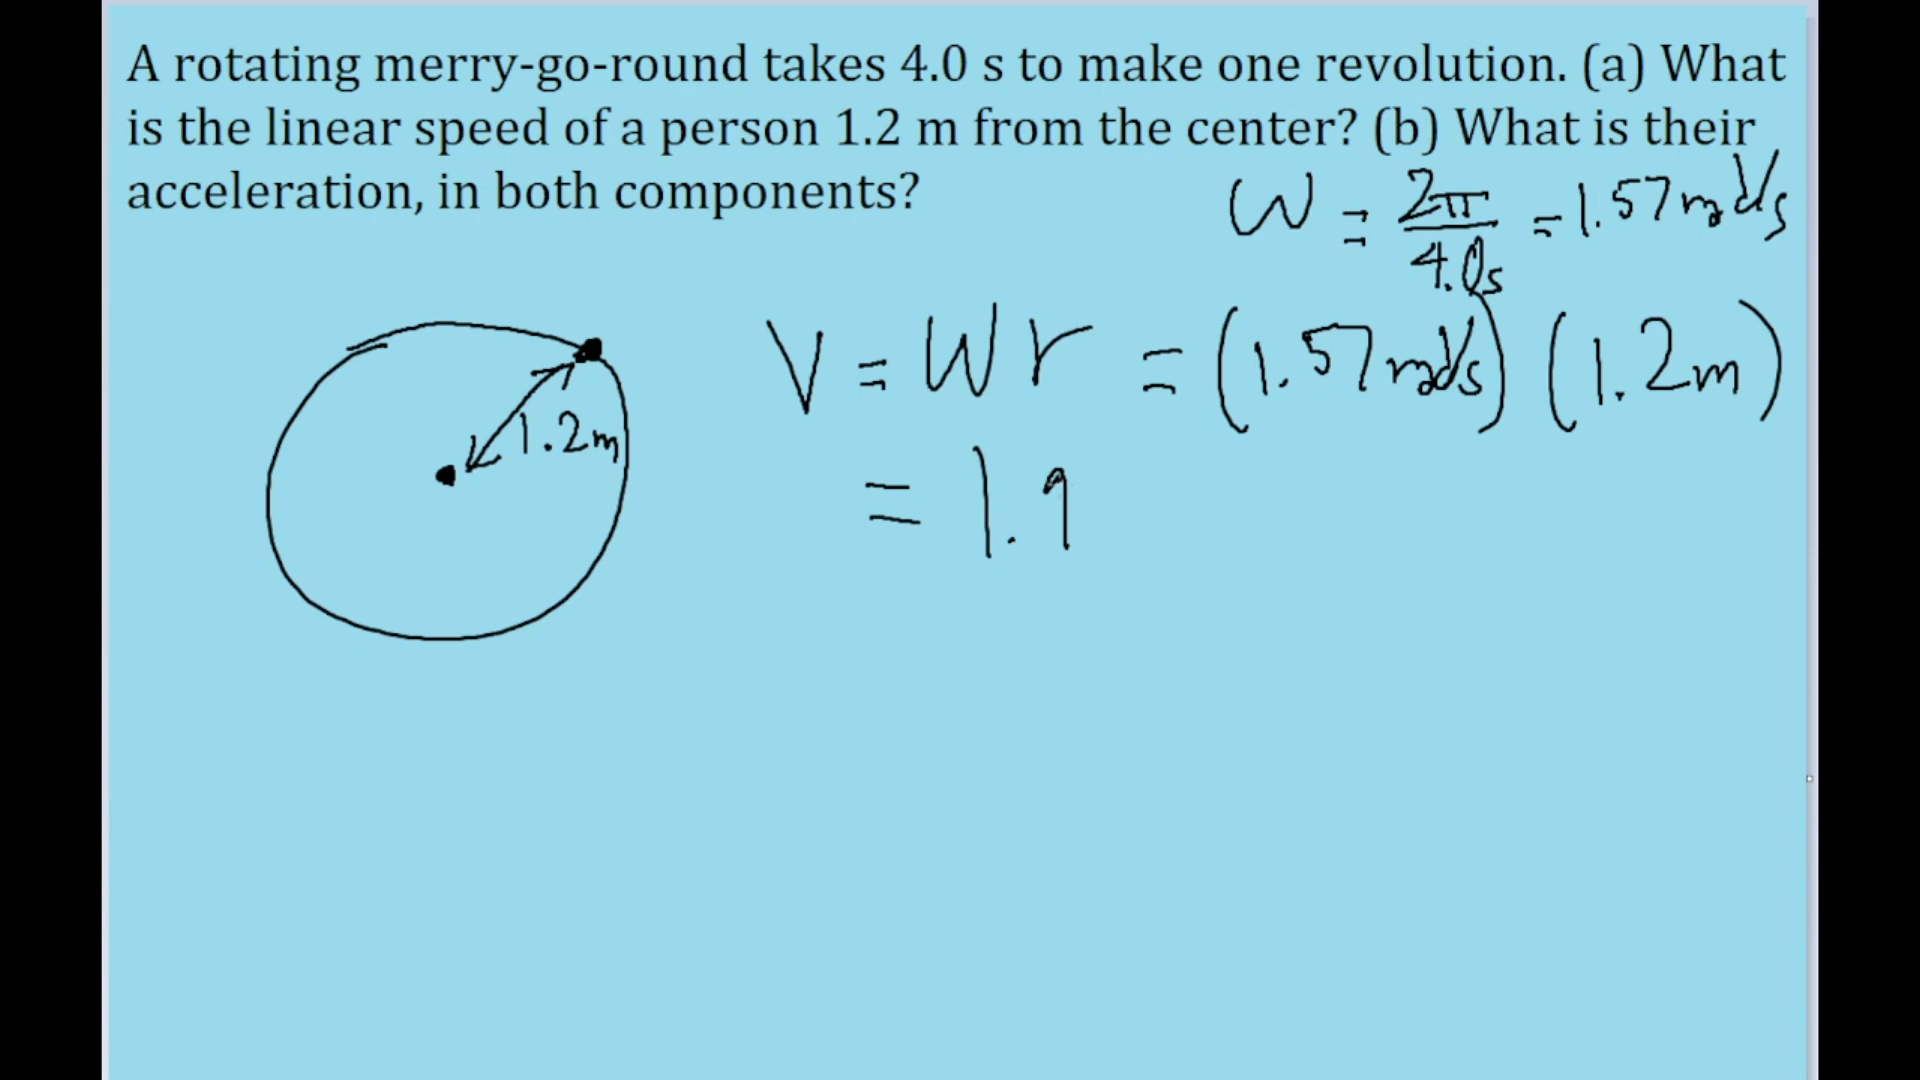 A rotating merry-go-round takes 4.0 s to make one revolution. (a) What
is the linear speed of a person 1.2 m from the center? (b) What is their
acceleration, in both components?
ω = 2π/4.0s = 1.57 rad/s
V = ωr = (1.57 rad/s) (1.2m)
1.2m
= 1.9